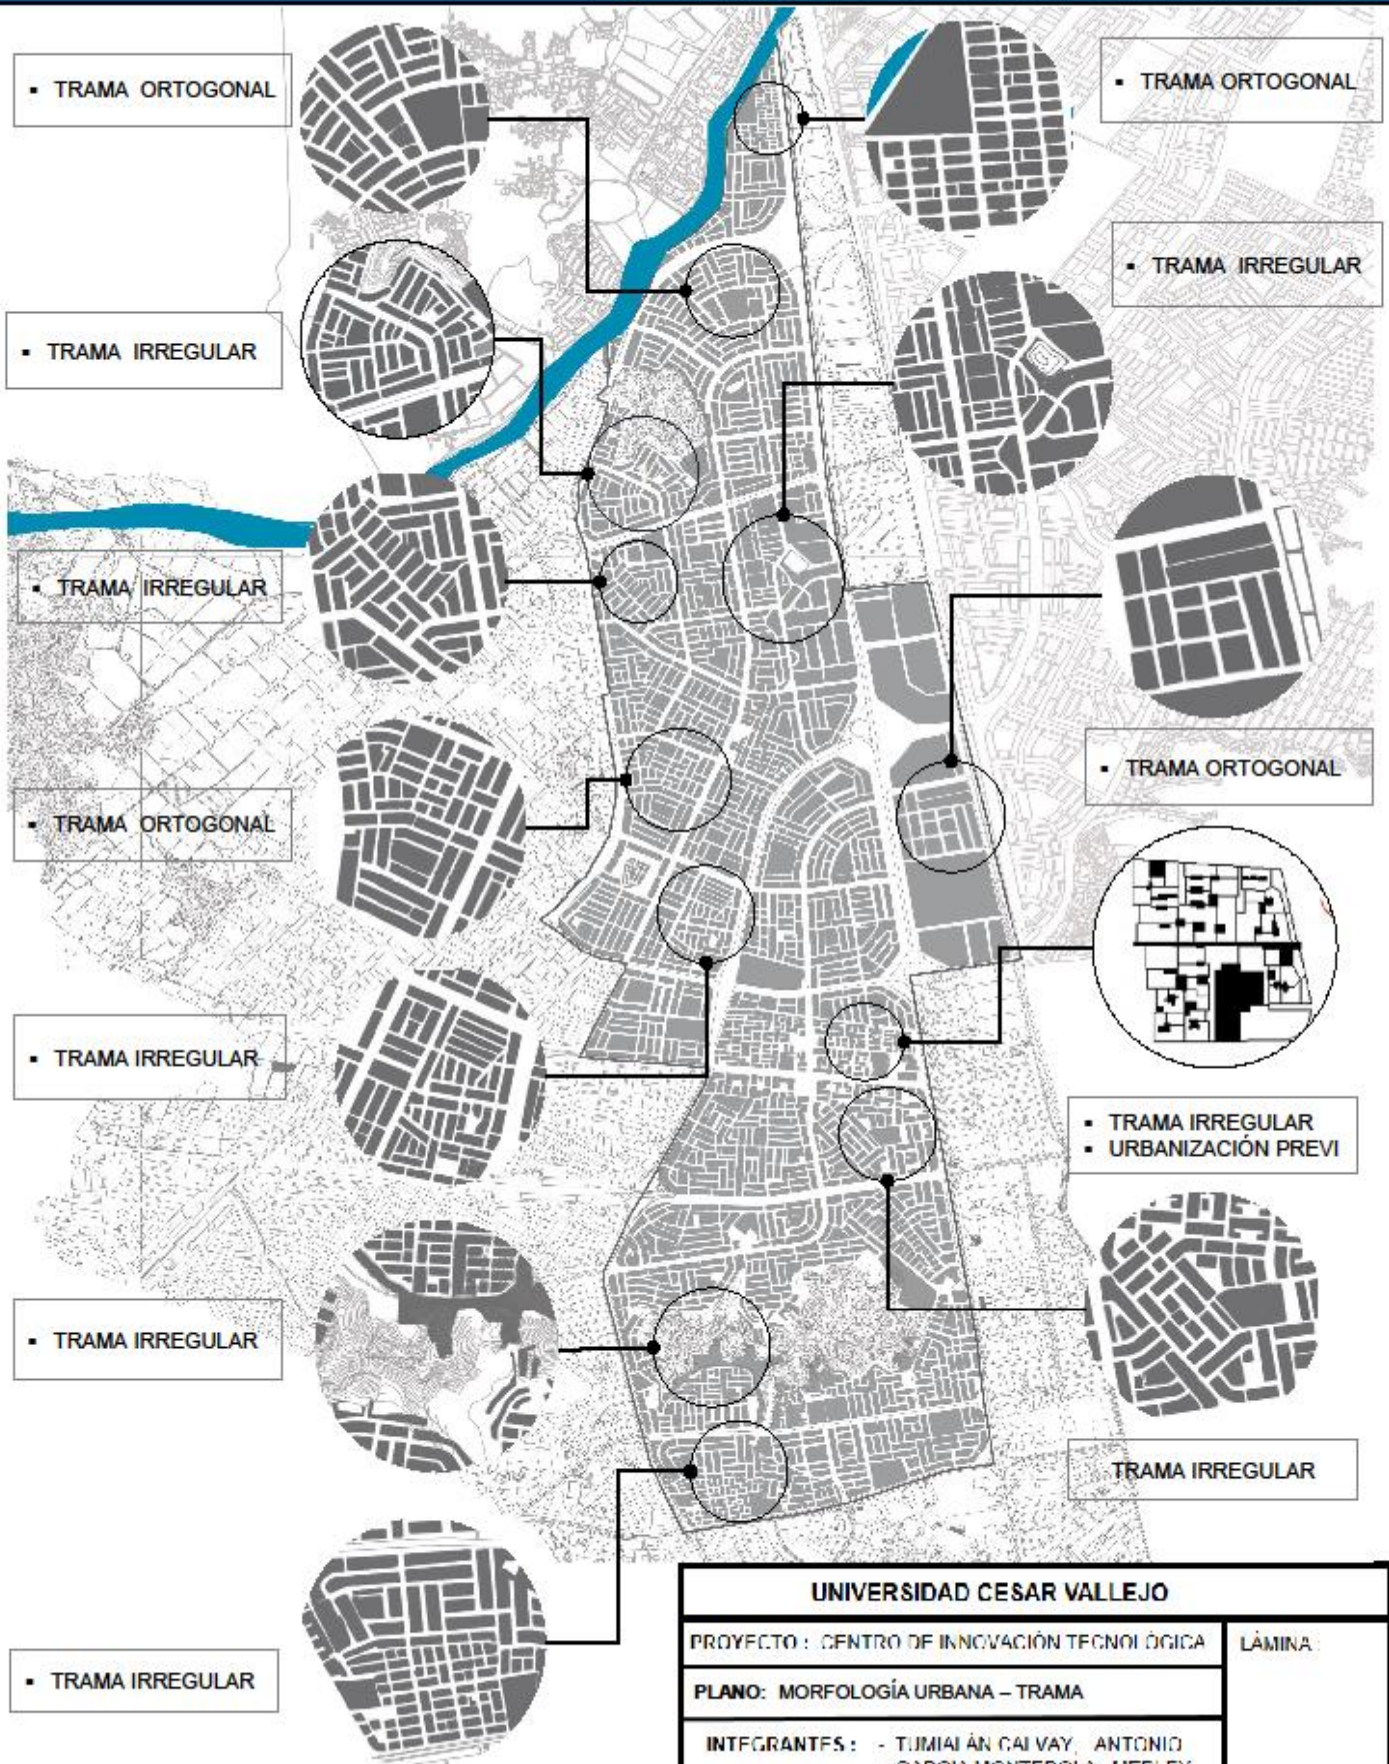 ▪ TRAMA ORTOGONAL
▪ TRAMA ORTOGONAL
▪ TRAMA IRREGULAR
▪ TRAMA IRREGULAR
▪ TRAMA IRREGULAR
▪ TRAMA ORTOGONAL
▪ TRAMA ORTOGONAL
▪ TRAMA IRREGULAR
▪ TRAMA IRREGULAR
▪ URBANIZACIÓN PREVI
▪ TRAMA IRREGULAR
TRAMA IRREGULAR
▪ TRAMA IRREGULAR
UNIVERSIDAD CESAR VALLEJO
PROYECTO : CENTRO DE INNOVACIÓN TECNOLÓGICA
LÁMINA :
PLANO: MORFOLOGÍA URBANA – TRAMA
INTEGRANTES : - TUMIALÁN CALVAY, ANTONIO